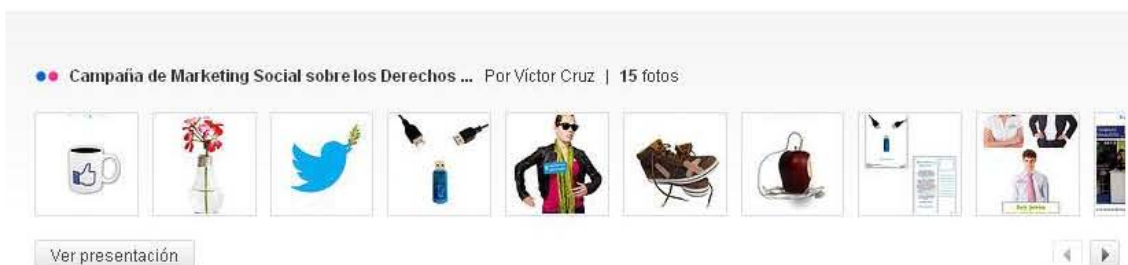 Campaña de Marketing Social sobre los Derechos ... Por Víctor Cruz | 15 fotos
Ver presentación